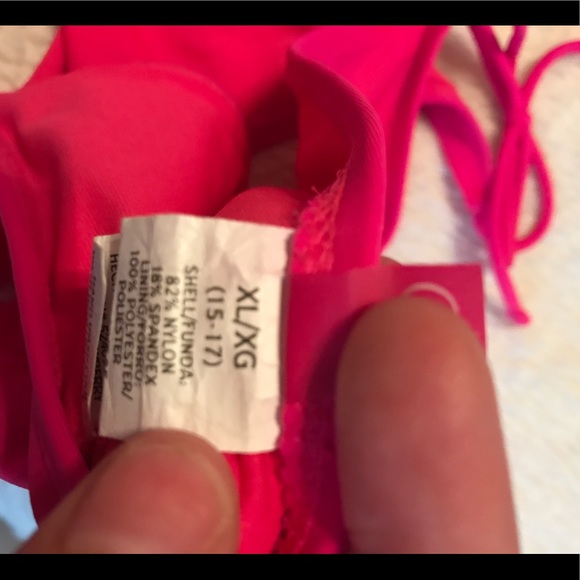 XL/XG
(15-17)
SHELL/FUNDA:
82% NYLON
18% SPANDEX
LINING/FORRO:
100% POLYESTER/
POLIESTER